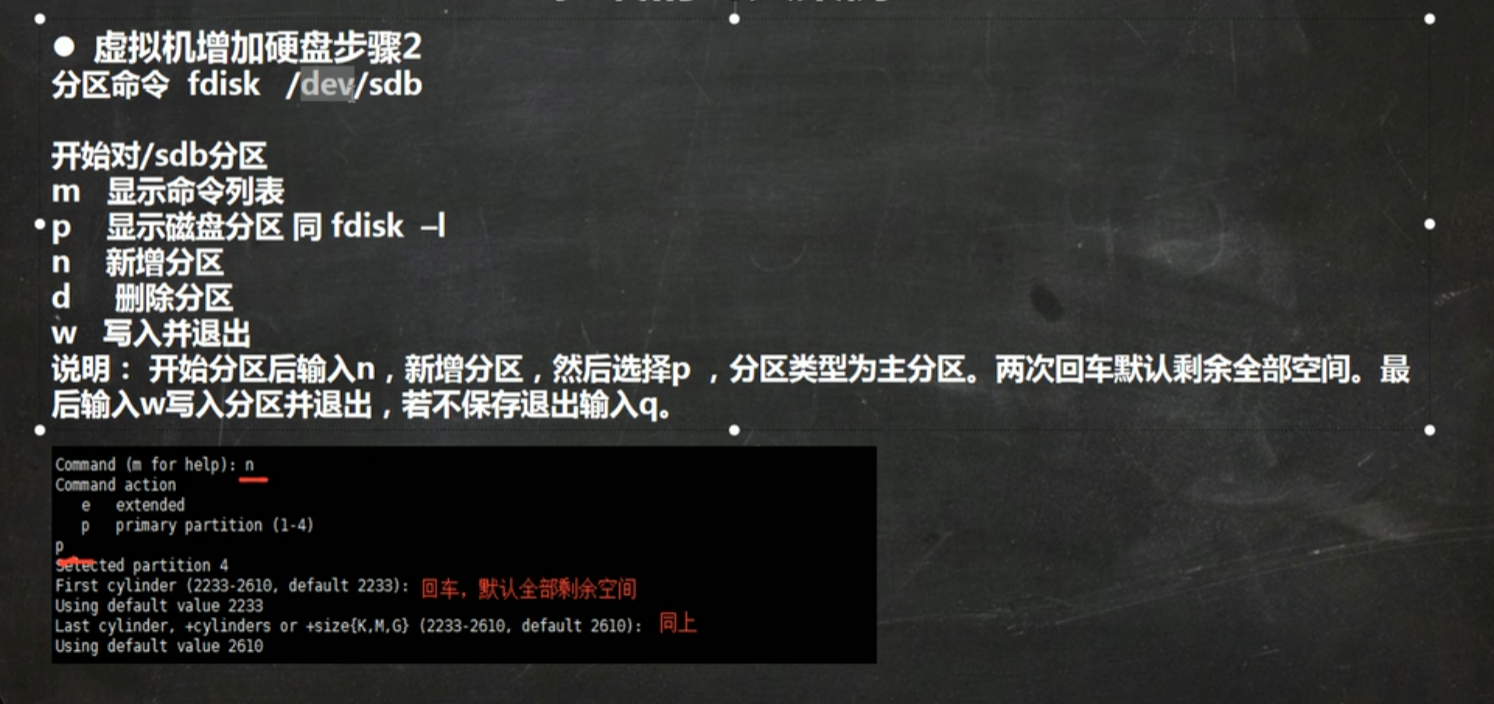 ● 虚拟机增加硬盘步骤2
分区命令 fdisk /dev/sdb
开始对/sdb分区
m 显示命令列表
p 显示磁盘分区 同 fdisk –l
n 新增分区
d 删除分区
w 写入并退出
说明： 开始分区后输入n，新增分区，然后选择p ，分区类型为主分区。两次回车默认剩余全部空间。最
后输入w写入分区并退出，若不保存退出输入q。
Command (m for help): n
Command action
e extended
p primary partition (1-4)
p
Selected partition 4
First cylinder (2233-2610, default 2233): 回车，默认全部剩余空间
Using default value 2233
Last cylinder, +cylinders or +size{K,M,G} (2233-2610, default 2610): 同上
Using default value 2610